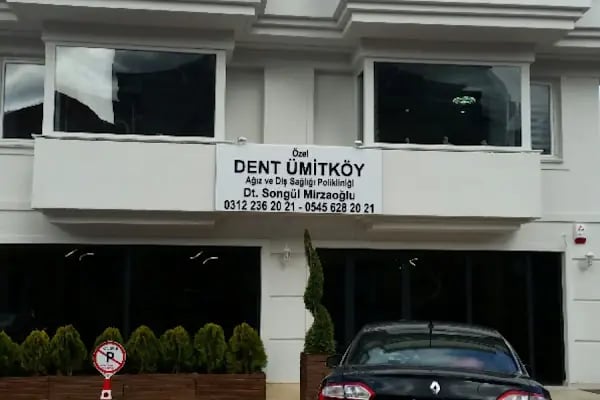 Özel
DENT ÜMİTKÖY
Ağız ve Diş Sağlığı Polikliniği
Dt. Songül Mirzaoğlu
0312 236 20 21 - 0545 628 20 21
P